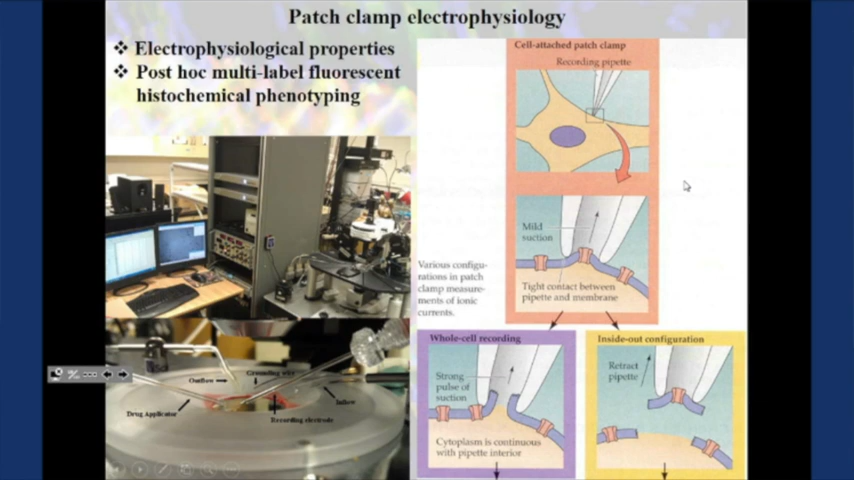 Patch clamp electrophysiology
❖ Electrophysiological properties
❖ Post hoc multi-label fluorescent
histochemical phenotyping
Cell-attached patch clamp
Recording pipette
Mild
suction
Tight contact between
pipette and membrane
Various configu-
rations in patch
clamp measure-
ments of ionic
currents.
Whole-cell recording
Strong
pulse of
suction
Cytoplasm is continuous
with pipette interior
Inside-out configuration
Retract
pipette
Outflow
Grounding wire
Inflow
Drug Applicator
Recording electrode